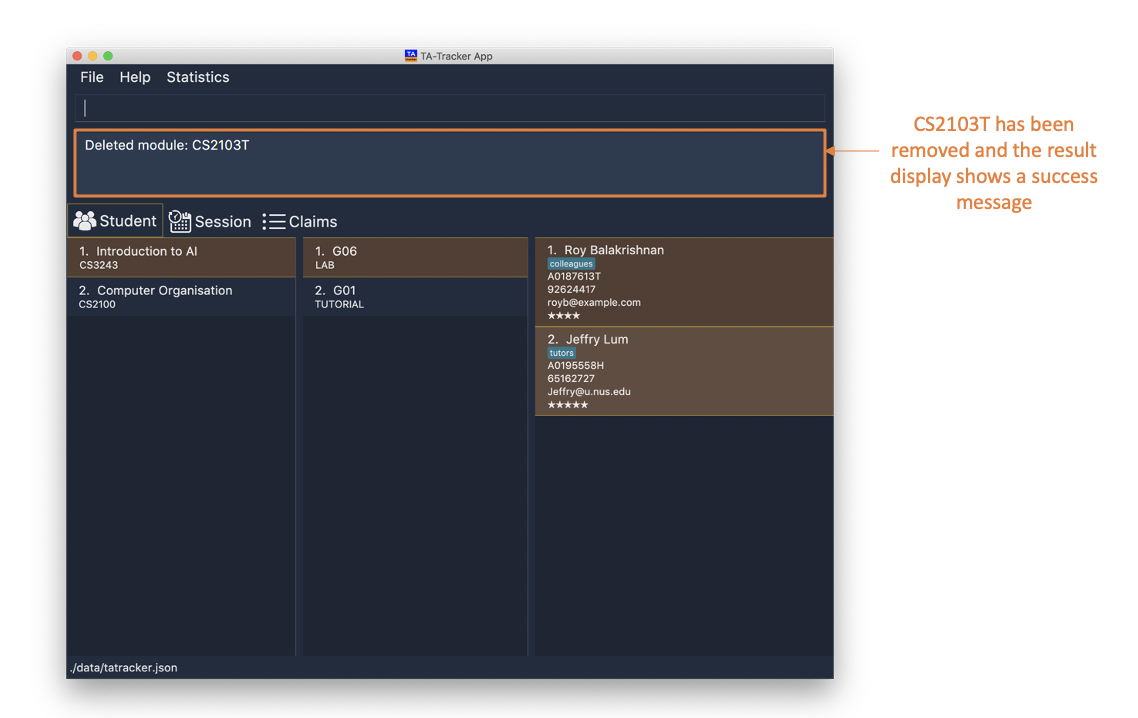 TA-Tracker App
File Help Statistics
Deleted module: CS2103T
CS2103T has been
removed and the result
display shows a success
message
Student Session Claims
1. Introduction to AI
CS3243
2. Computer Organisation
CS2100
1. G06
LAB
2. G01
TUTORIAL
1. Roy Balakrishnan
colleagues
A0187613T
92624417
royb@example.com
★★★★
2. Jeffry Lum
tutors
A0195558H
65162727
Jeffry@u.nus.edu
★★★★★
./data/tatracker.json